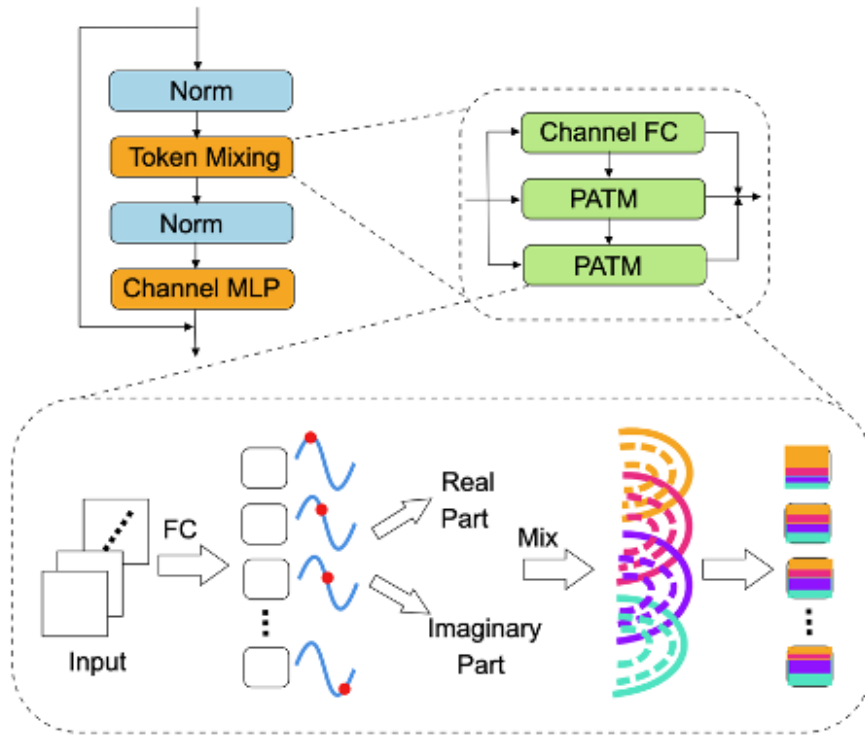 Norm
Token Mixing
Norm
Channel MLP
Channel FC
PATM
PATM
Input
FC
Real
Part
Imaginary
Part
Mix